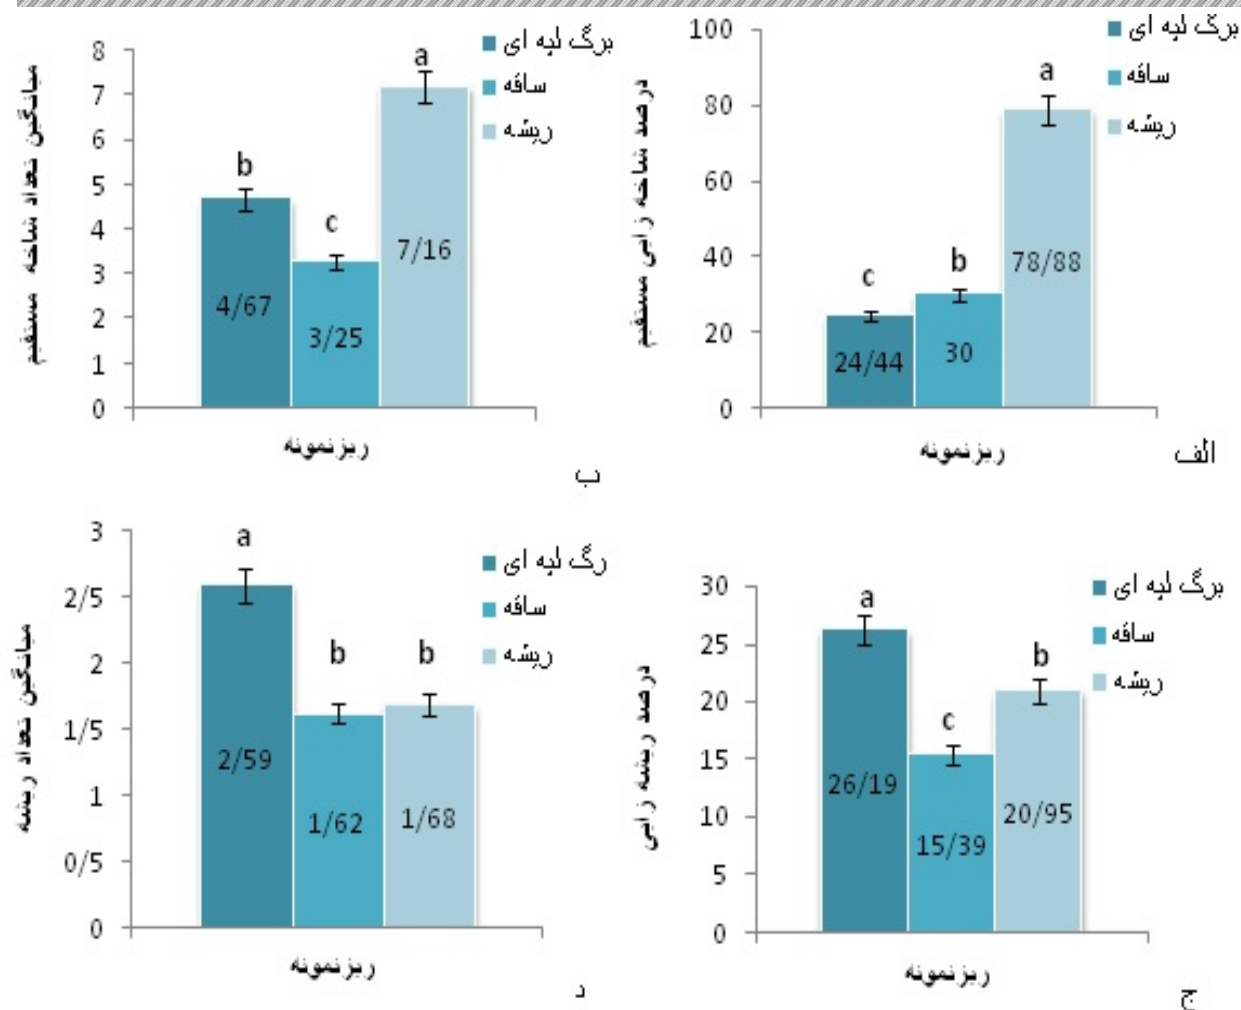 درصد شاخه زایی مستقیم
100
80
60
40
20
0
c
b
a
24/44
30
78/88
ریزنمونه
برگ لپه ای
ساقه
ریشه
الف
میانگین تعداد شاخه مستقیم
8
7
6
5
4
3
2
1
0
b
c
a
4/67
3/25
7/16
ریزنمونه
برگ لپه ای
ساقه
ریشه
ب
درصد ریشه زایی
30
25
20
15
10
5
0
a
c
b
26/19
15/39
20/95
ریزنمونه
برگ لپه ای
ساقه
ریشه
ج
میانگین تعداد ریشه
3
2/5
2
1/5
1
0/5
0
a
b
b
2/59
1/62
1/68
ریزنمونه
رگ لپه ای
ساقه
ریشه
د